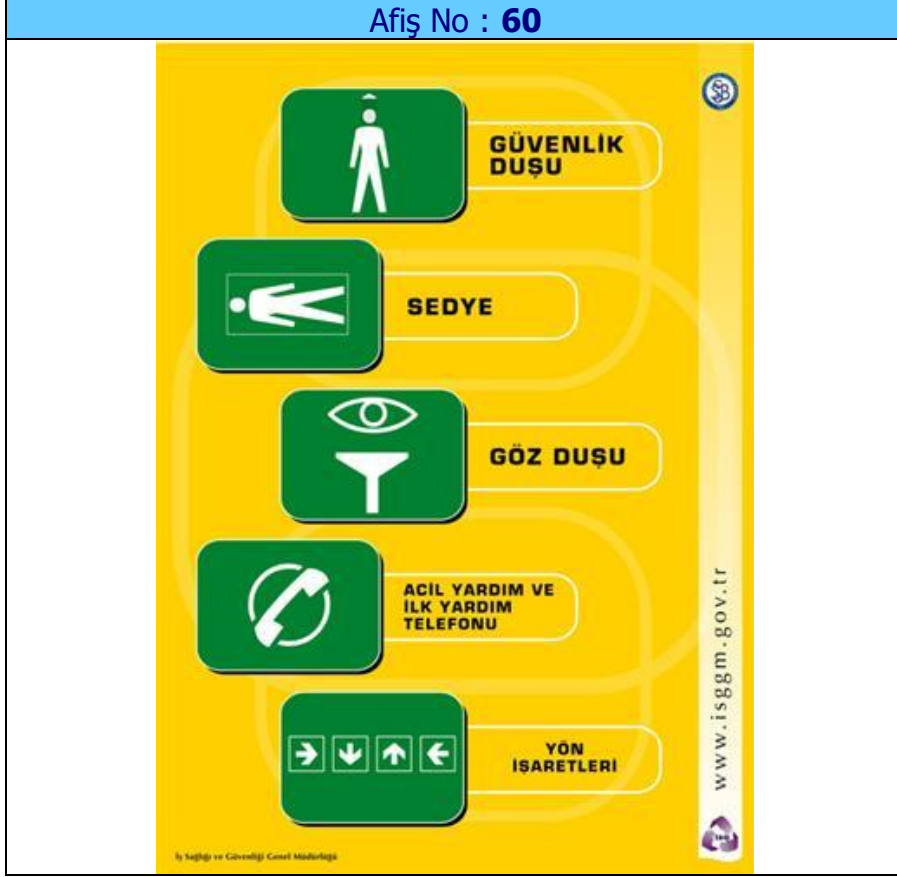 Afiş No : 60
GÜVENLİK
DUŞU
SEDYE
GÖZ DUŞU
ACİL YARDIM VE
İLK YARDIM
TELEFONU
YÖN
İŞARETLERİ
www.isggm.gov.tr
İş Sağlığı ve Güvenliği Genel Müdürlüğü